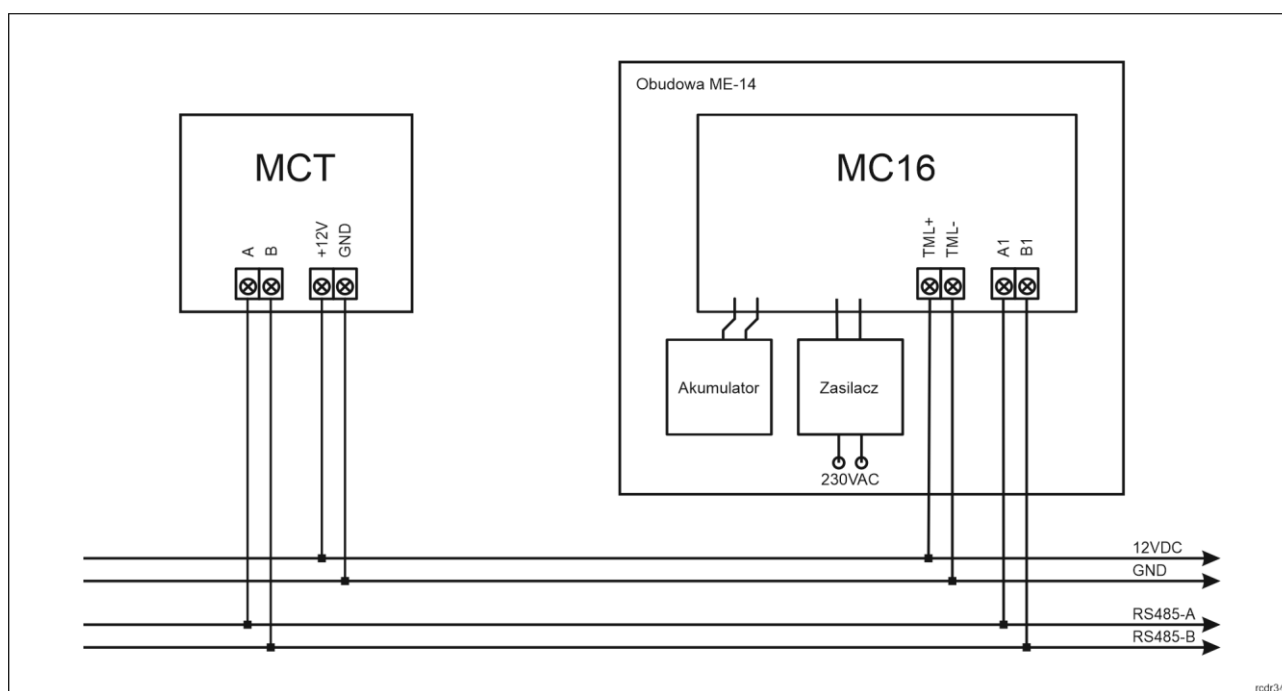 Obudowa ME-14
MCT
MC16
A
B
+12V
GND
TML+
TML-
A1
B1
Akumulator
Zasilacz
230VAC
12VDC
GND
RS485-A
RS485-B